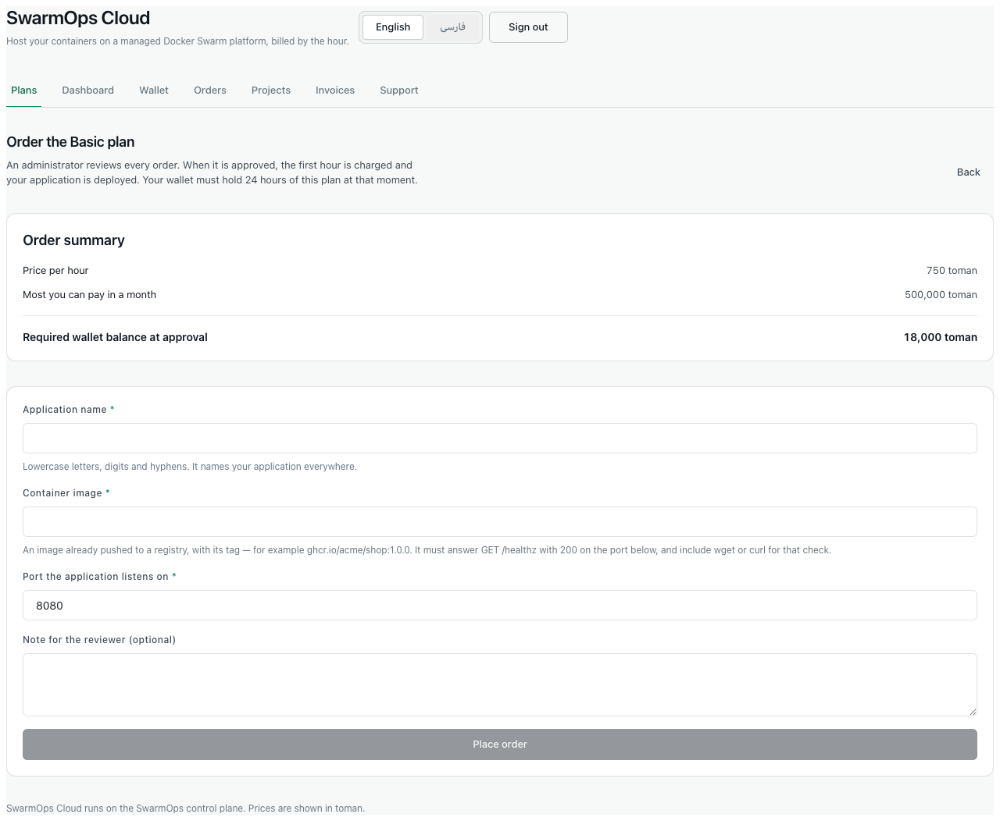 SwarmOps Cloud
Host your containers on a managed Docker Swarm platform, billed by the hour.
English
فارسی
Sign out
Plans
Dashboard
Wallet
Orders
Projects
Invoices
Support
Order the Basic plan
An administrator reviews every order. When it is approved, the first hour is charged and
your application is deployed. Your wallet must hold 24 hours of this plan at that moment.
Back
Order summary
Price per hour
750 toman
Most you can pay in a month
500,000 toman
Required wallet balance at approval
18,000 toman
Application name *
Lowercase letters, digits and hyphens. It names your application everywhere.
Container image *
An image already pushed to a registry, with its tag — for example ghcr.io/acme/shop:1.0.0. It must answer GET /healthz with 200 on the port below, and include wget or curl for that check.
Port the application listens on *
8080
Note for the reviewer (optional)
Place order
SwarmOps Cloud runs on the SwarmOps control plane. Prices are shown in toman.